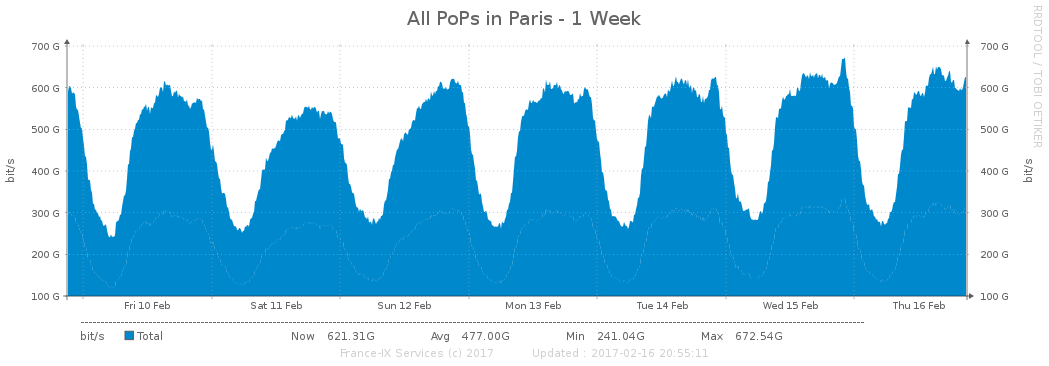 All PoPs in Paris - 1 Week
RRDTOOL / TOBI OETIKER
700 G 700 G
600 G 600 G
500 G 500 G
400 G 400 G
300 G 300 G
200 G 200 G
100 G 100 G
bit/s bit/s
Fri 10 Feb Sat 11 Feb Sun 12 Feb Mon 13 Feb Tue 14 Feb Wed 15 Feb Thu 16 Feb
bit/s Total Now 621.31G Avg 477.00G Min 241.04G Max 672.54G
France-IX Services (c) 2017 Updated : 2017-02-16 20:55:11